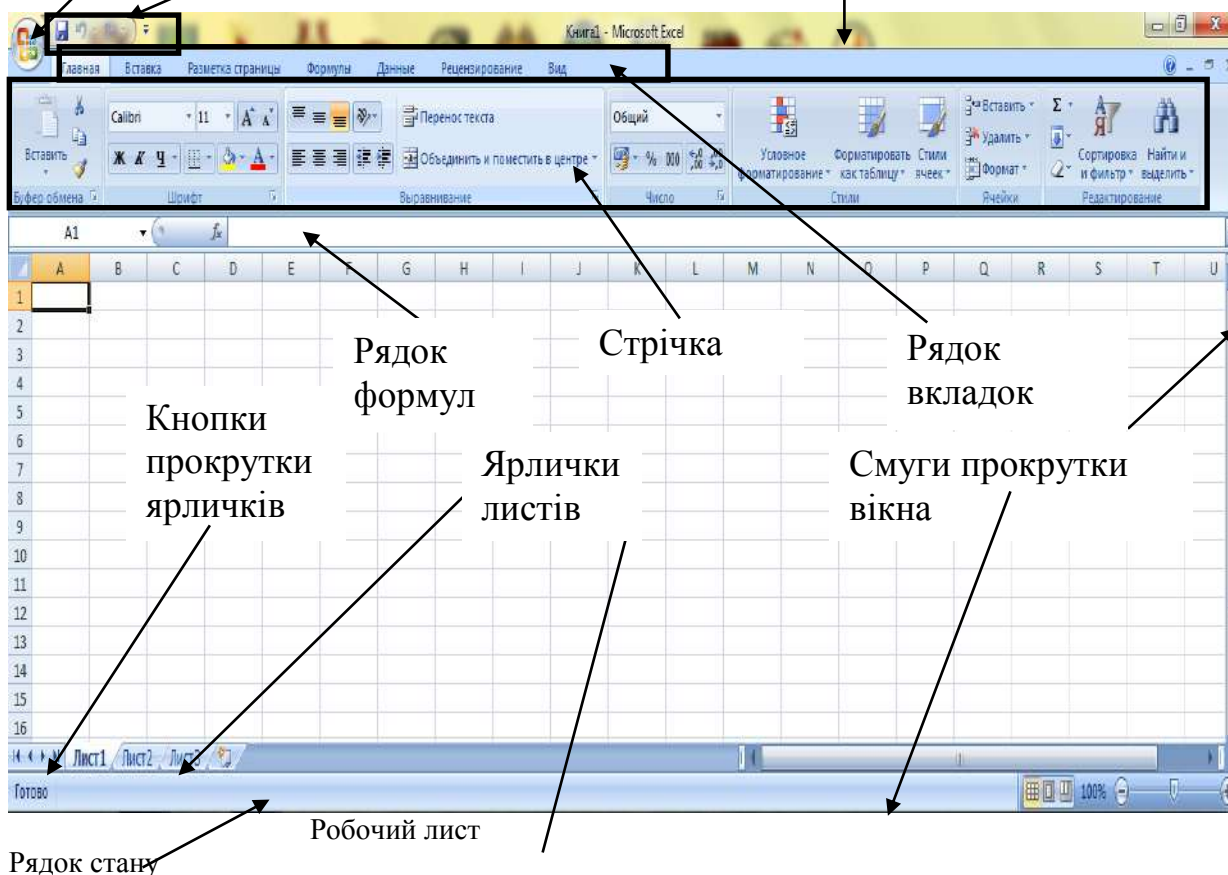 Книга1 - Microsoft Excel
Главная Вставка Разметка страницы Формулы Данные Рецензирование Вид
Calibri 11 Перенос текста Общий Вставить Σ
Вставить Ж К Ч Объединить и поместить в центре % 000 Условное форматирование Форматировать как таблицу Стили ячеек Удалить Формат Сортировка и фильтр Найти и выделить
Буфер обмена Шрифт Выравнивание Число Стили Ячейки Редактирование
A1 fx
A B C D E F G H I J K L M N O P Q R S T U
1
2
3
4
5
6
7
8
9
10
11
12
13
14
15
16
Рядок
формул
Стрічка
Рядок
вкладок
Кнопки
прокрутки
ярличків
Ярлички
листів
Смуги прокрутки
вікна
Лист1 Лист2 Лист3
Готово 100%
Робочий лист
Рядок стану